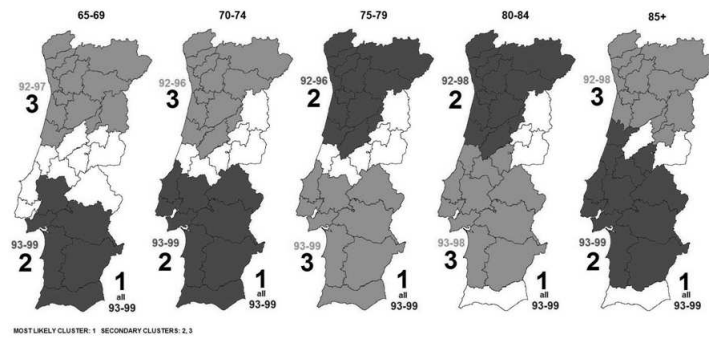 65-69 70-74 75-79 80-84 85+
92-97 92-96 92-96 92-98 92-98
3 3 2 2 3
93-99 93-99 93-99 93-98 93-99
2 2 3 3 2
1 1 1 1 1
all all all all all
93-99 93-99 93-99 93-99 93-99
MOST LIKELY CLUSTER: 1 SECONDARY CLUSTERS: 2, 3